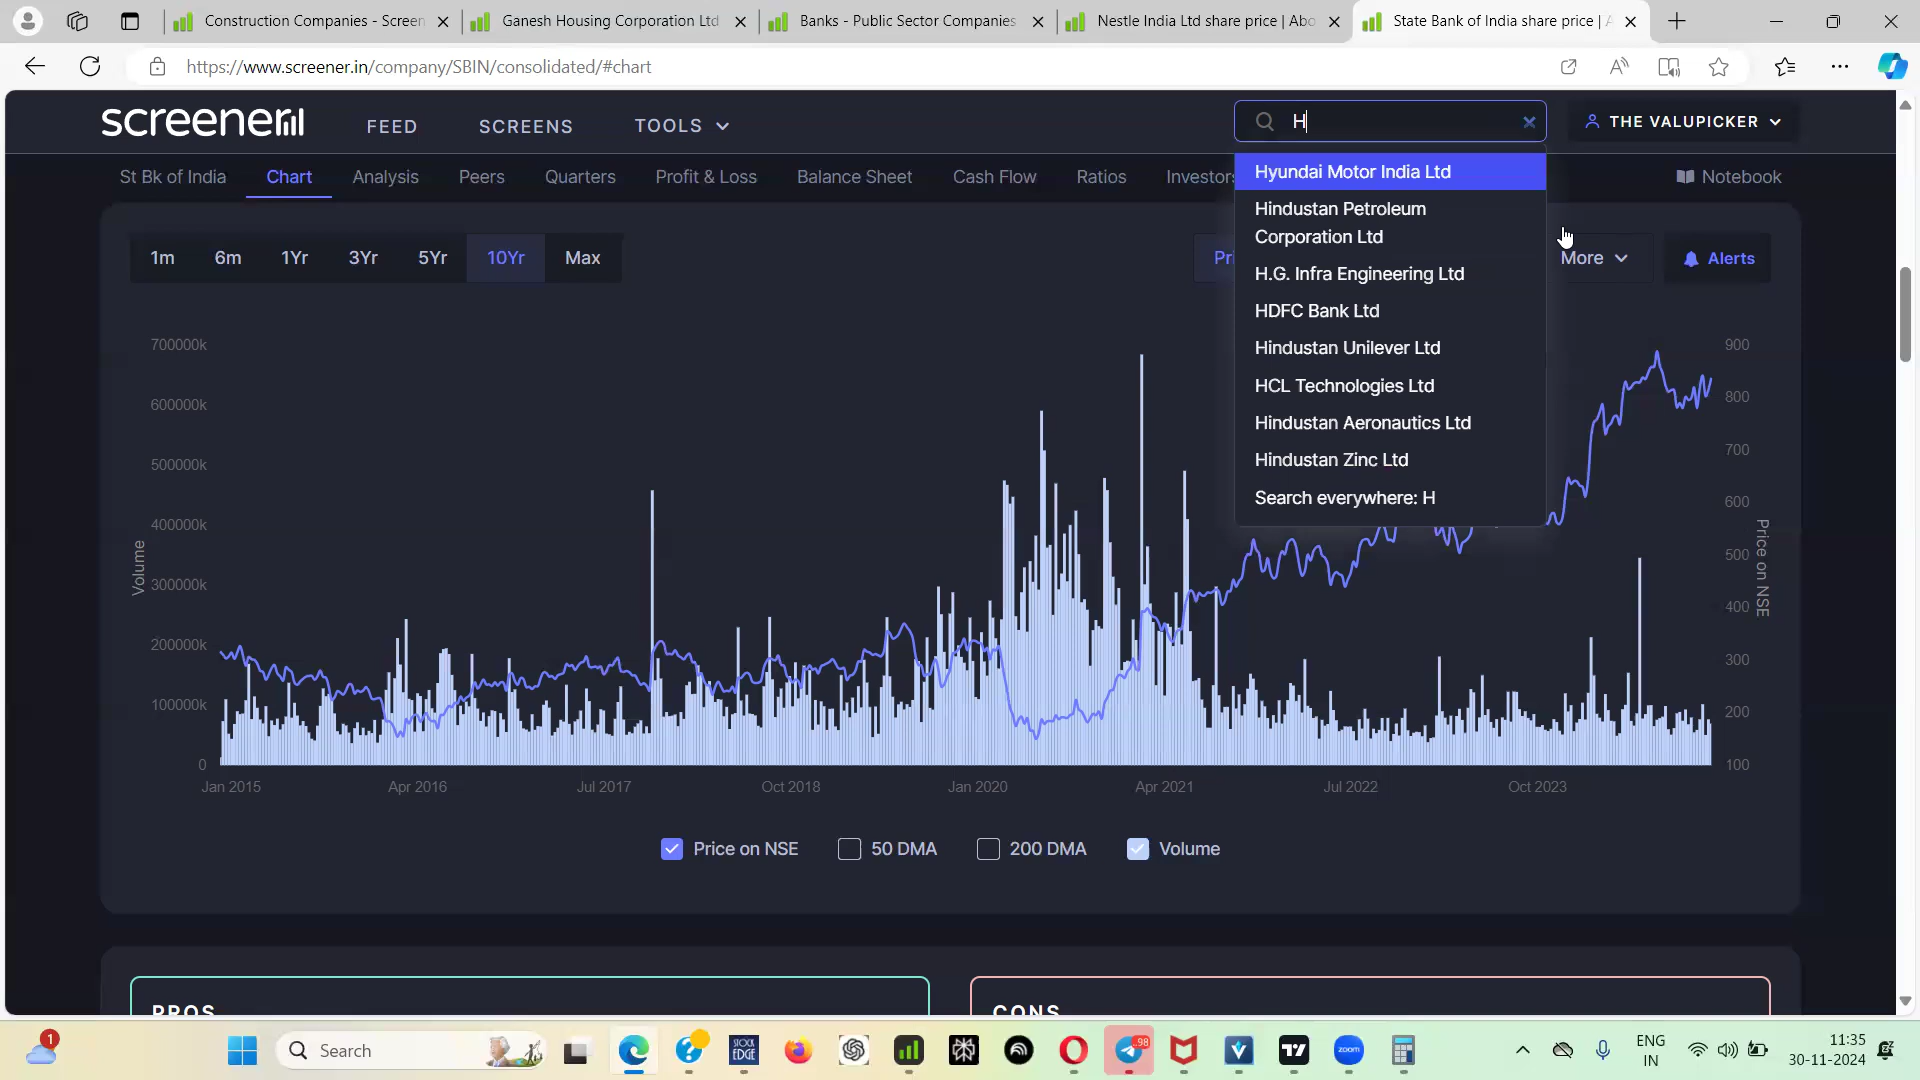 Construction Companies - Screen
Ganesh Housing Corporation Ltd
Banks - Public Sector Companies
Nestle India Ltd share price | Abo
State Bank of India share price | A
https://www.screener.in/company/SBIN/consolidated/#chart
screener
FEED
SCREENS
TOOLS
H
THE VALUPICKER
St Bk of India
Chart
Analysis
Peers
Quarters
Profit & Loss
Balance Sheet
Cash Flow
Ratios
Investors
Notebook
Hyundai Motor India Ltd
Hindustan Petroleum
Corporation Ltd
H.G. Infra Engineering Ltd
HDFC Bank Ltd
Hindustan Unilever Ltd
HCL Technologies Ltd
Hindustan Aeronautics Ltd
Hindustan Zinc Ltd
Search everywhere: H
1m
6m
1Yr
3Yr
5Yr
10Yr
Max
Pri
More
Alerts
700000k
600000k
500000k
400000k
300000k
200000k
100000k
0
Volume
900
800
700
600
500
400
300
200
100
Price on NSE
Jan 2015
Apr 2016
Jul 2017
Oct 2018
Jan 2020
Apr 2021
Jul 2022
Oct 2023
Price on NSE
50 DMA
200 DMA
Volume
PROS
CONS
1
Search
STOCK
EDGE
98
zoom
ENG
IN
11:35
30-11-2024